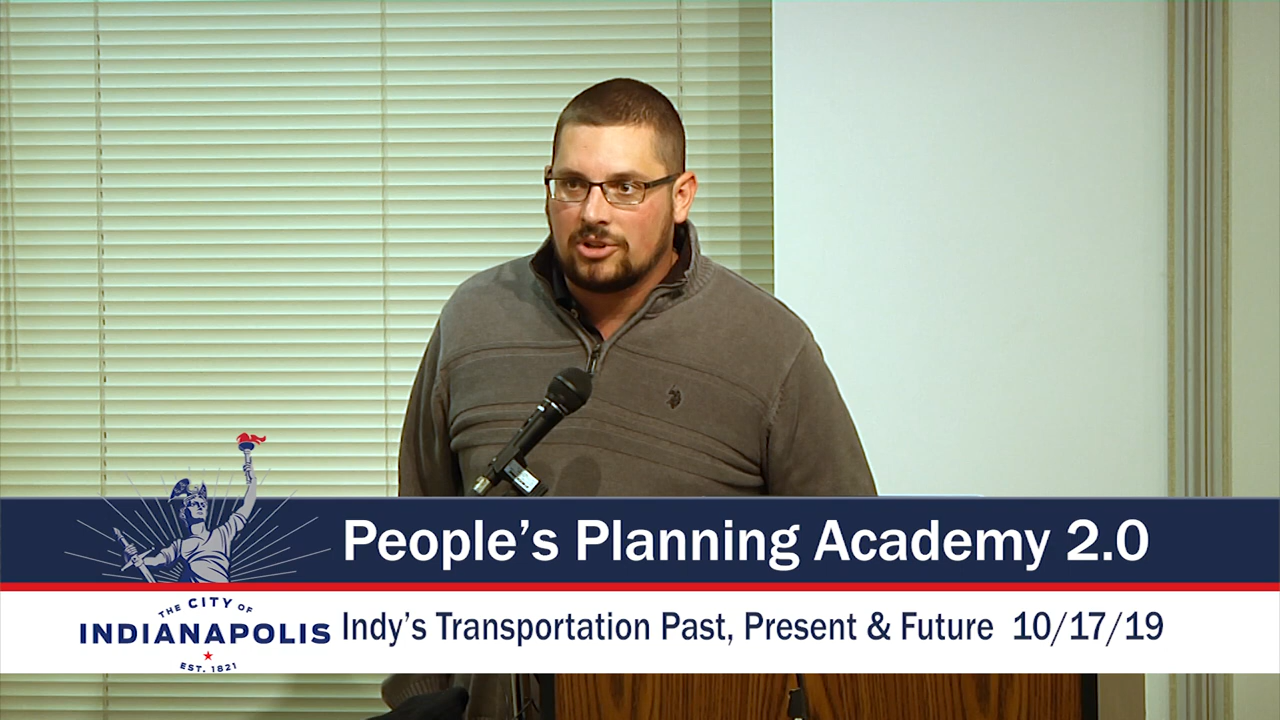 People's Planning Academy 2.0
THE CITY OF
INDIANAPOLIS
EST. 1821
Indy's Transportation Past, Present & Future 10/17/19